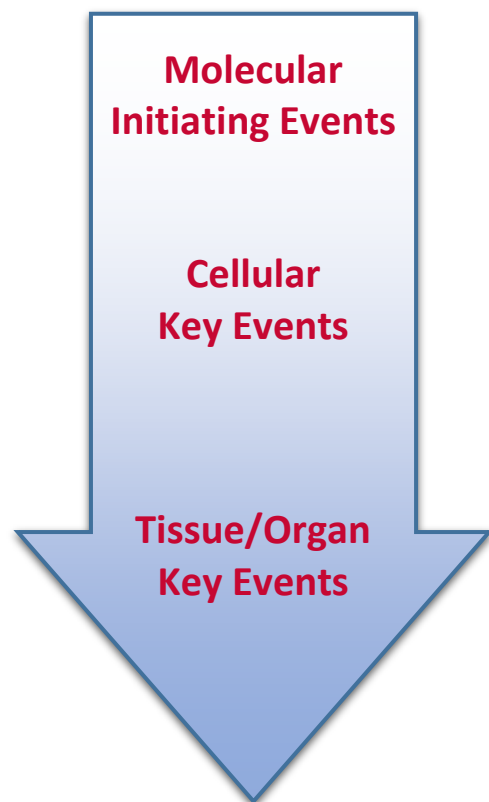 Molecular
Initiating Events
Cellular
Key Events
Tissue/Organ
Key Events